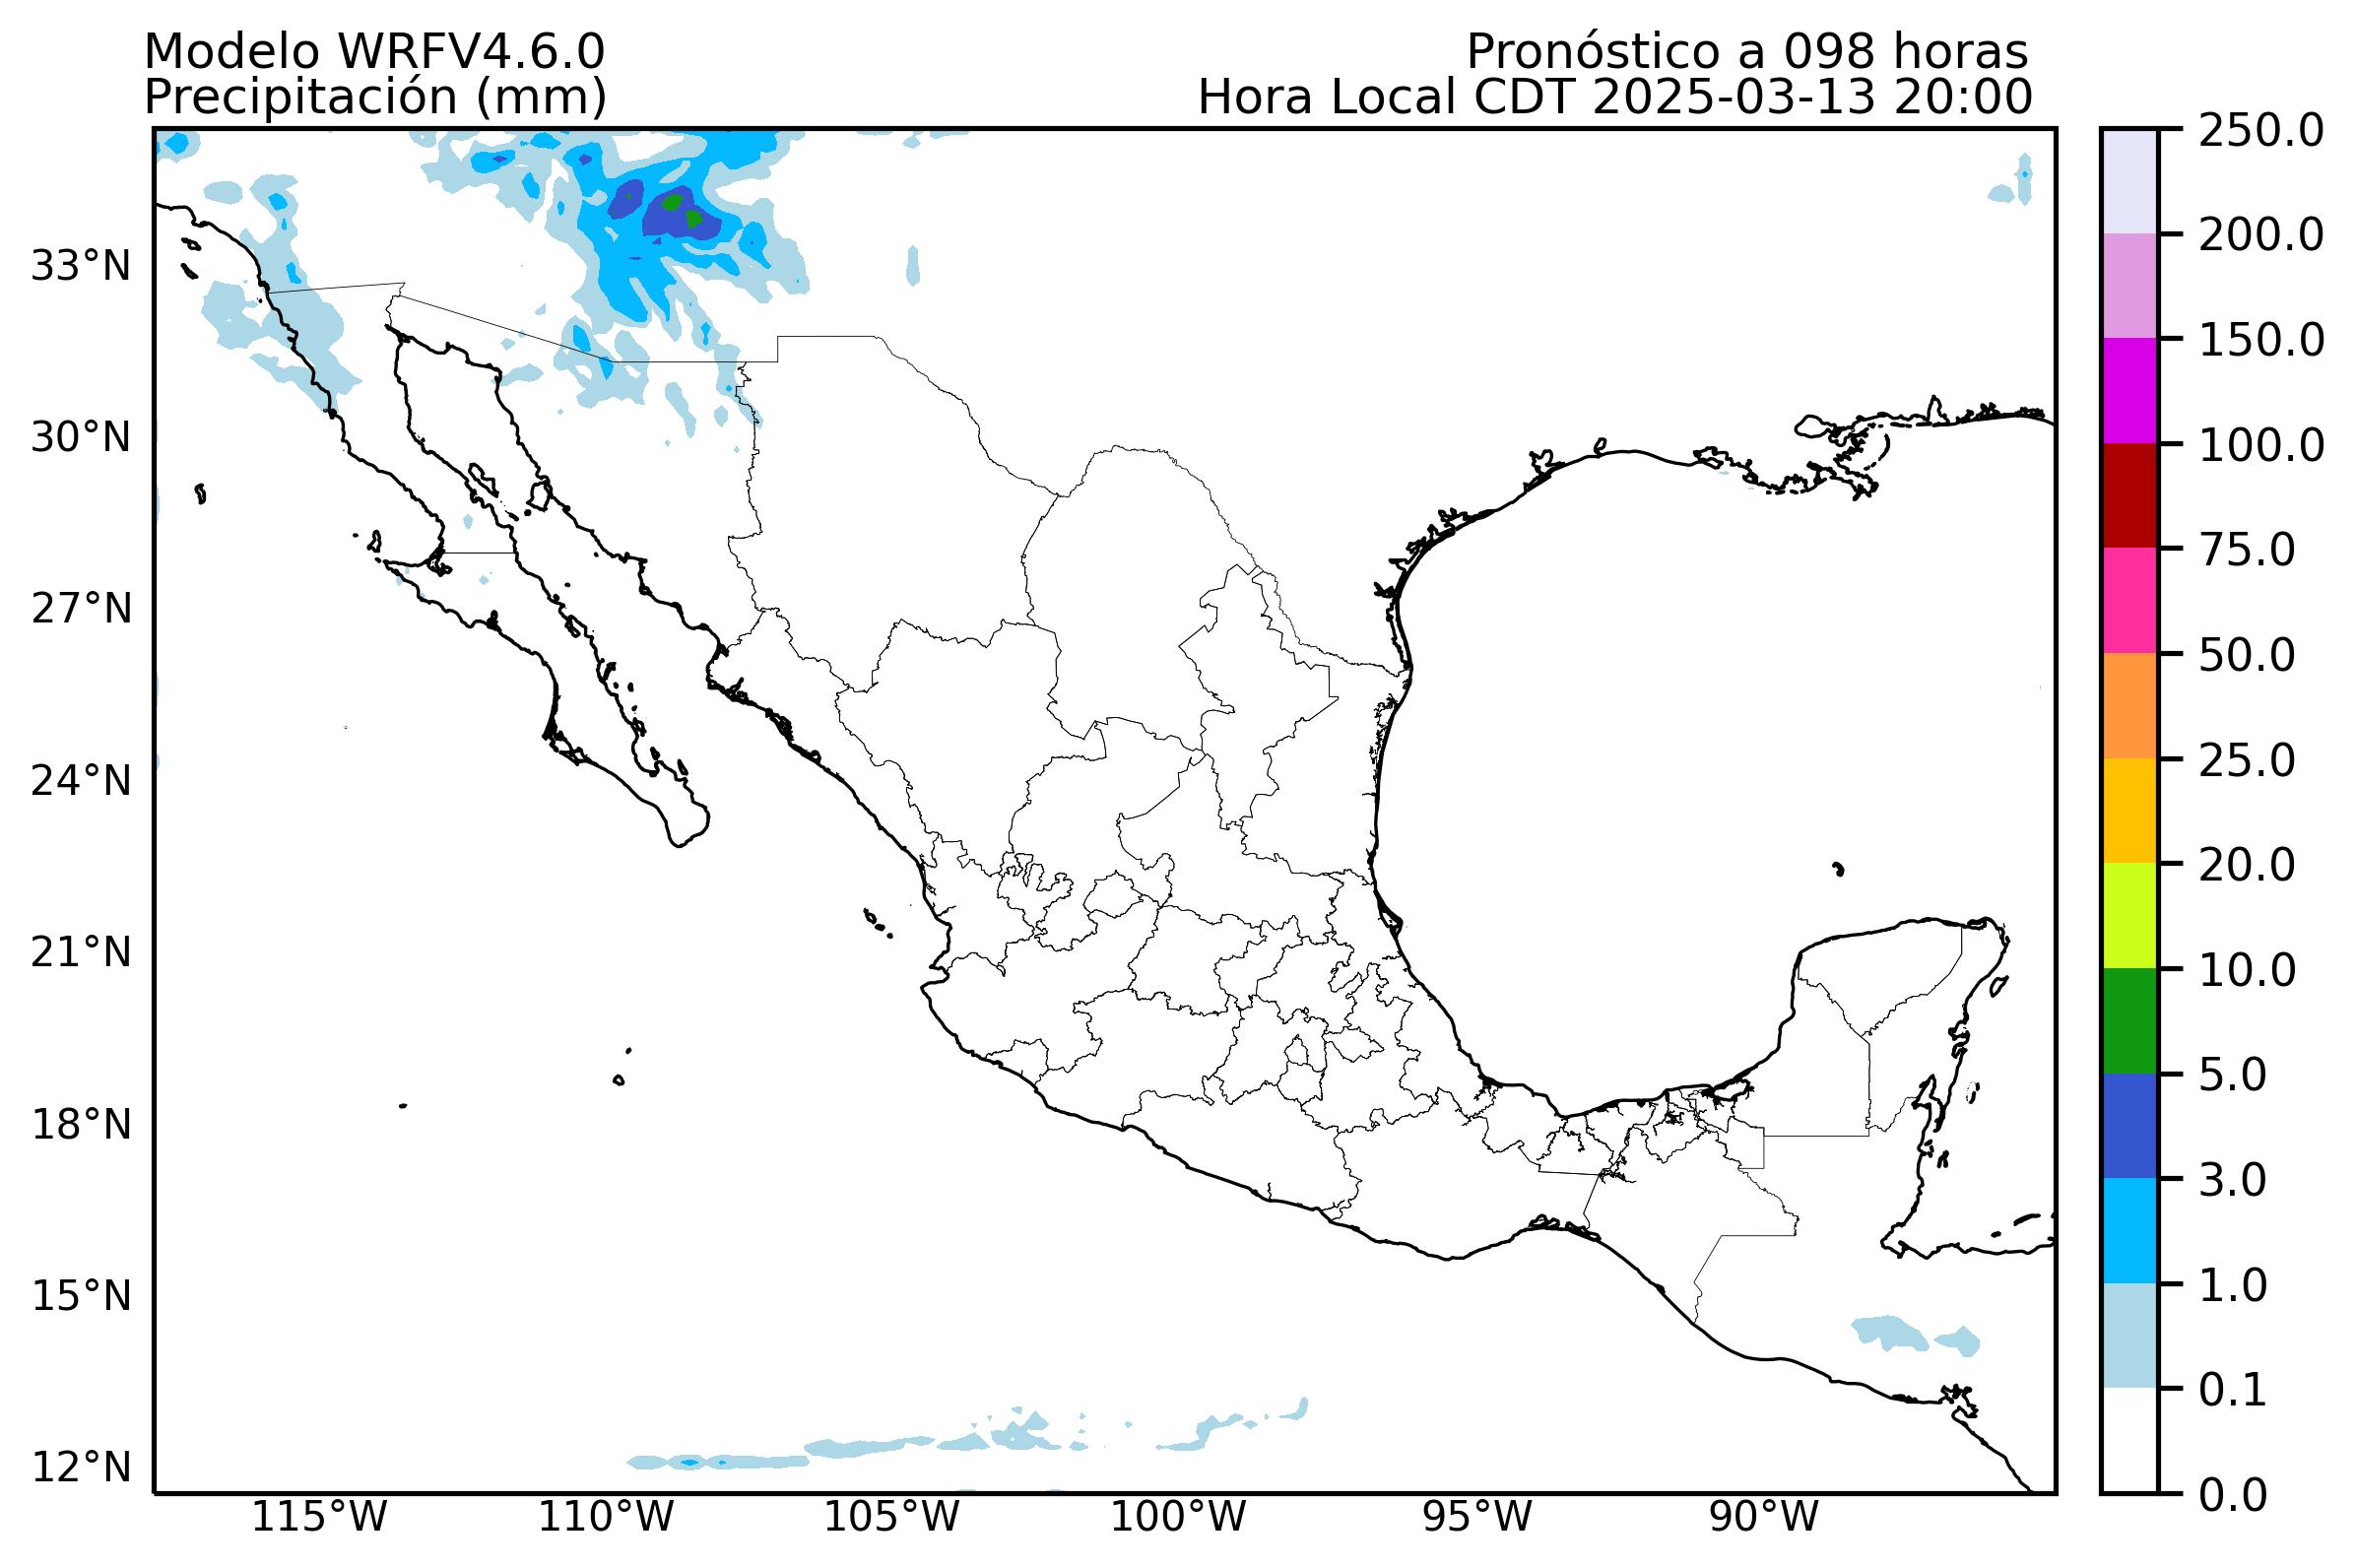 Modelo WRFV4.6.0
Pronóstico a 098 horas
Precipitación (mm)
Hora Local CDT 2025-03-13 20:00
33°N
30°N
27°N
24°N
21°N
18°N
15°N
12°N
115°W
110°W
105°W
100°W
95°W
90°W
250.0
200.0
150.0
100.0
75.0
50.0
25.0
20.0
10.0
5.0
3.0
1.0
0.1
0.0